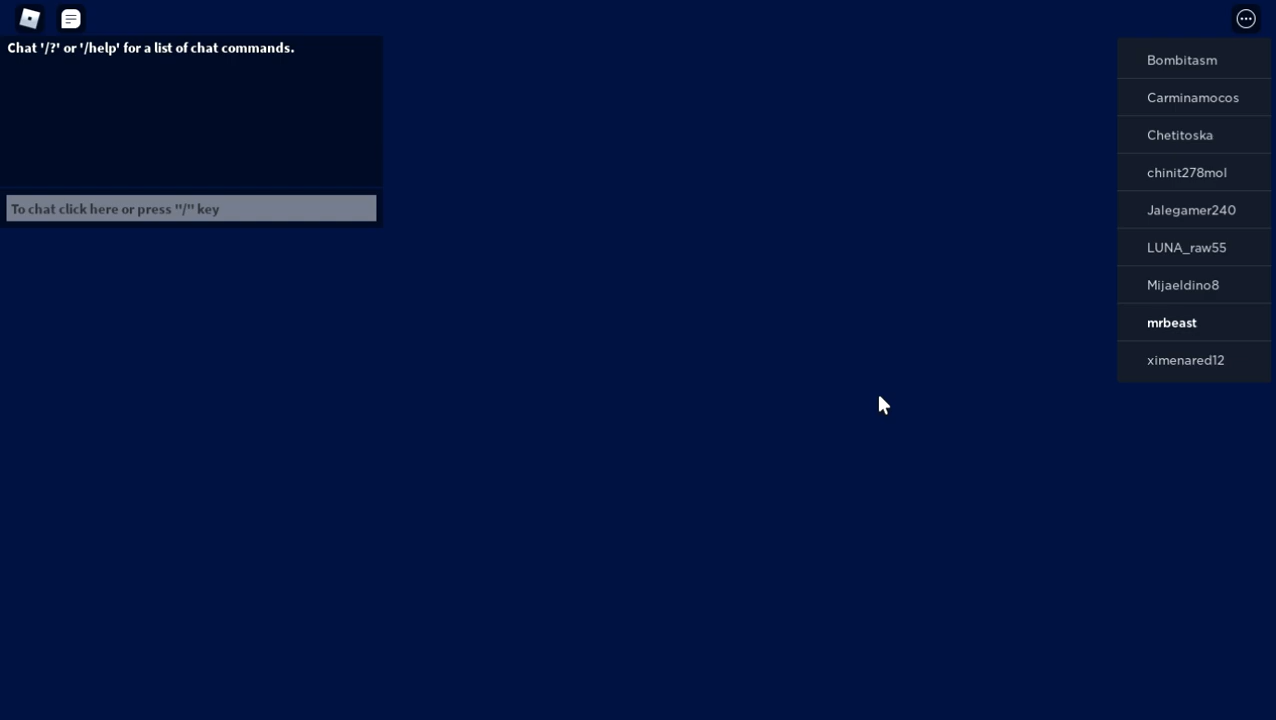 Chat '/?' or '/help' for a list of chat commands.
To chat click here or press "/" key
Bombitasm
Carminamocos
Chetitoska
chinit278mol
Jalegamer240
LUNA_raw55
Mijaeldino8
mrbeast
ximenared12